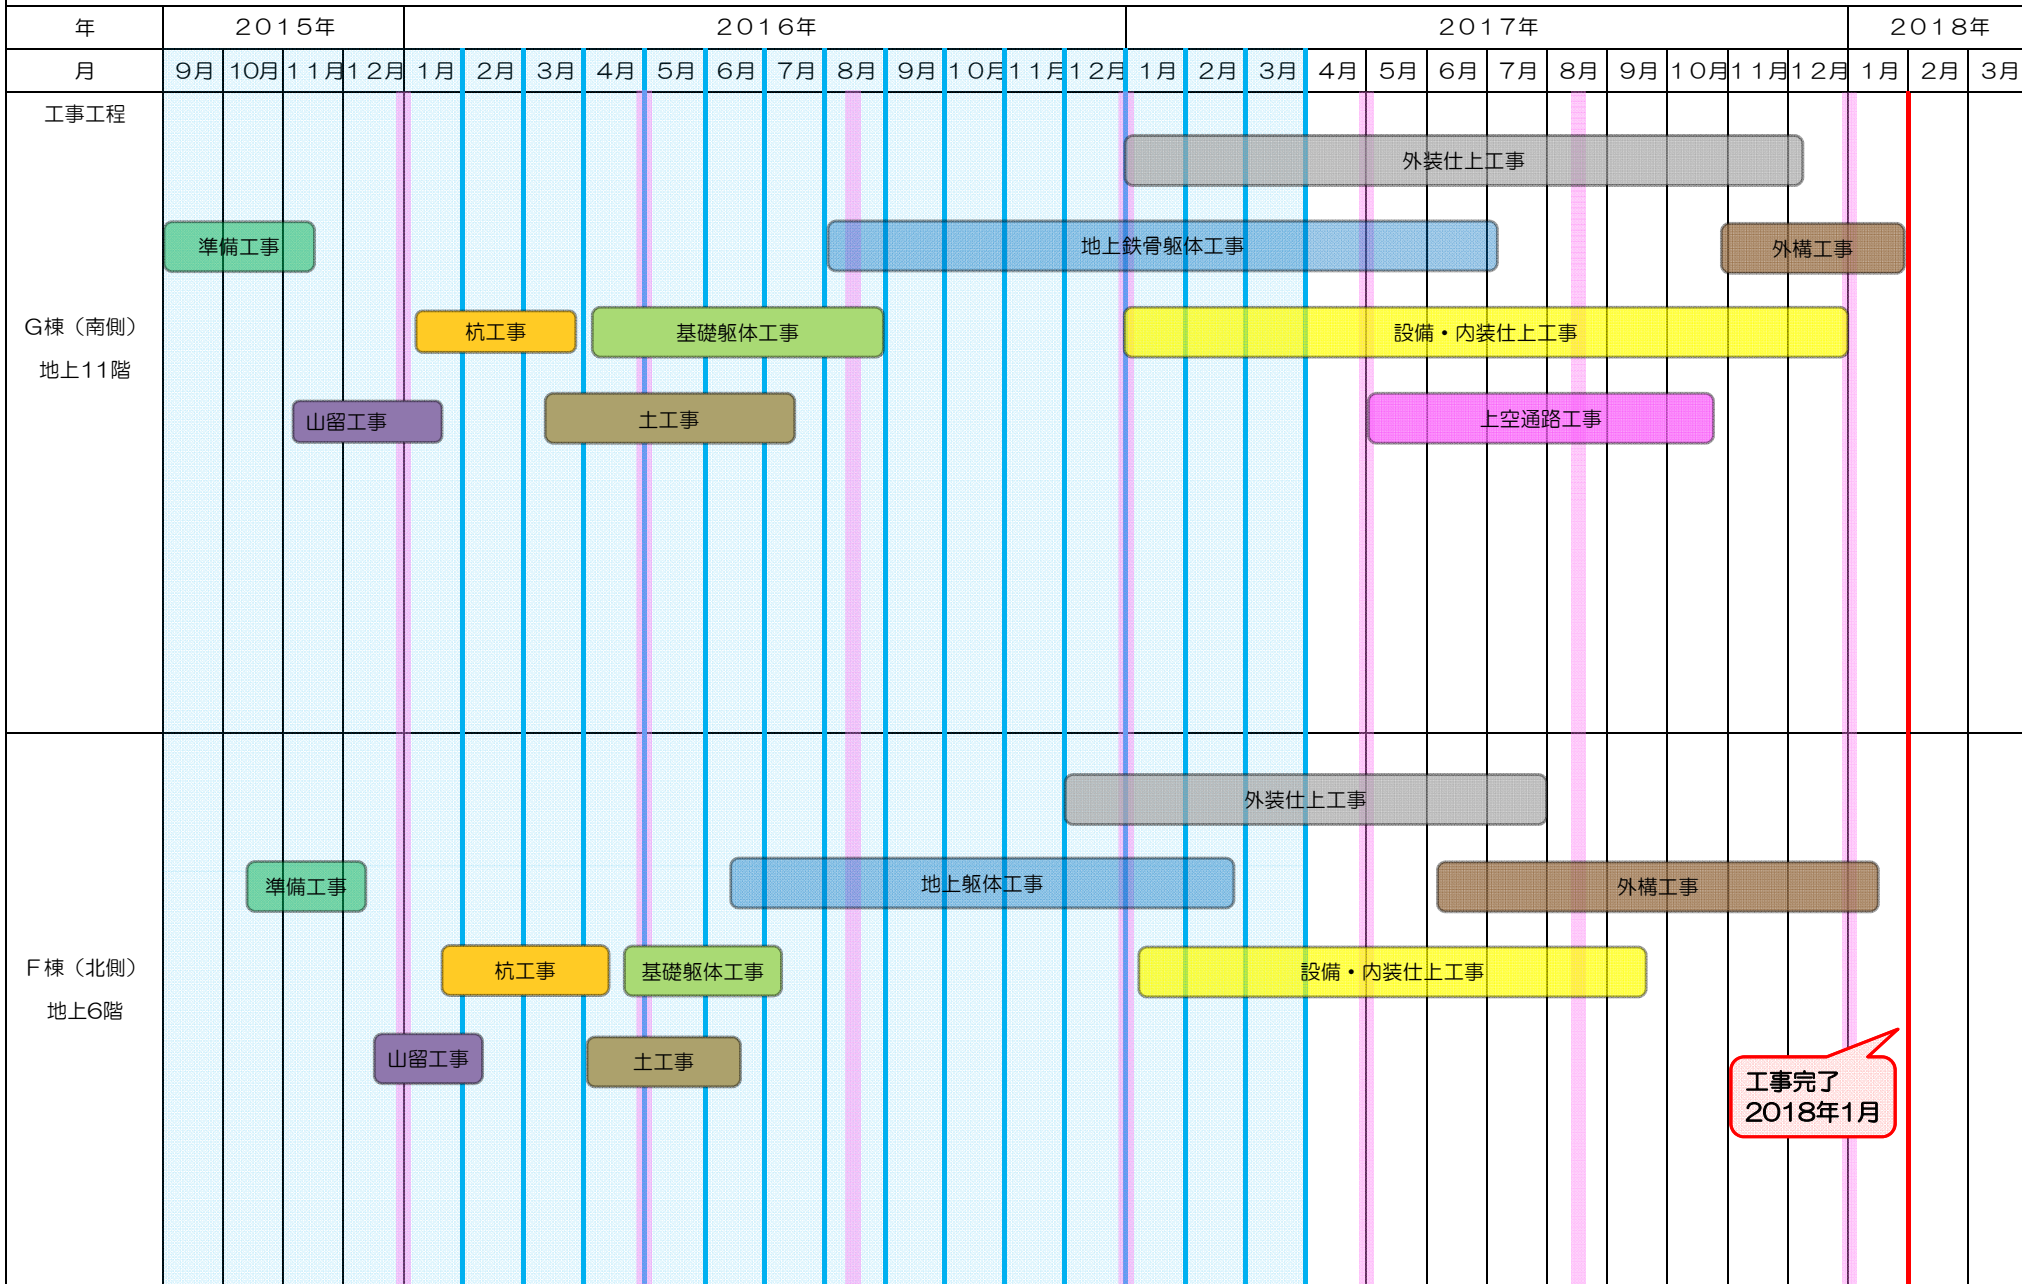 年 ２０１５年 ２０１６年 ２０１７年 ２０１８年
月 ９月 10月 １１月 １２月 １月 ２月 ３月 ４月 ５月 ６月 ７月 ８月 ９月 １０月 １１月 １２月 １月 ２月 ３月 ４月 ５月 ６月 ７月 ８月 ９月 １０月 １１月 １２月 １月 ２月 ３月
工事工程
外装仕上工事
準備工事 地上鉄骨躯体工事 外構工事
Ｇ棟（南側） 杭工事 基礎躯体工事 設備・内装仕上工事
地上11階
山留工事 土工事 上空通路工事
外装仕上工事
準備工事 地上躯体工事 外構工事
Ｆ棟（北側） 杭工事 基礎躯体工事 設備・内装仕上工事
地上6階
山留工事 土工事
工事完了
2018年1月